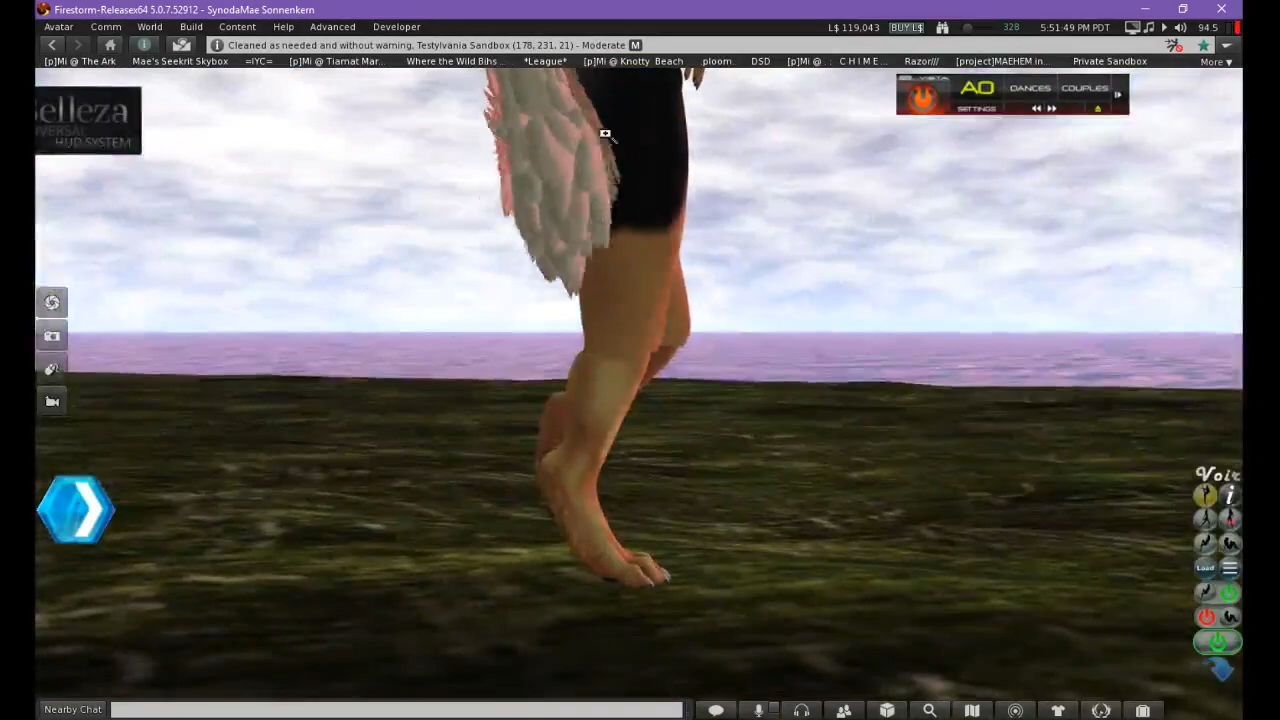 Firestorm-Releasex64 5.0.7.52912 - SynodaMae Sonnenkern
Avatar Comm World Build Content Help Advanced Developer L$ 119,043 BUY L$ 328 5:51:49 PM PDT 94.5
Cleaned as needed and without warning, Testylvania Sandbox (178, 231, 21) - Moderate M
[p]Mi @ The Ark Mae's Seekrit Skybox =IYC= [p]Mi @ Tiamat Mar... Where the Wild Bihs ... *League* [p]Mi @ Knotty Beach .ploom. DSD [p]Mi @ . C H I M E ... Razor/// [project]MAEHEM in... Private Sandbox More ▼
VISTA AO DANCES COUPLES
SETTINGS
Belleza
UNIVERSAL
HUD SYSTEM
Voir
Load
Nearby Chat